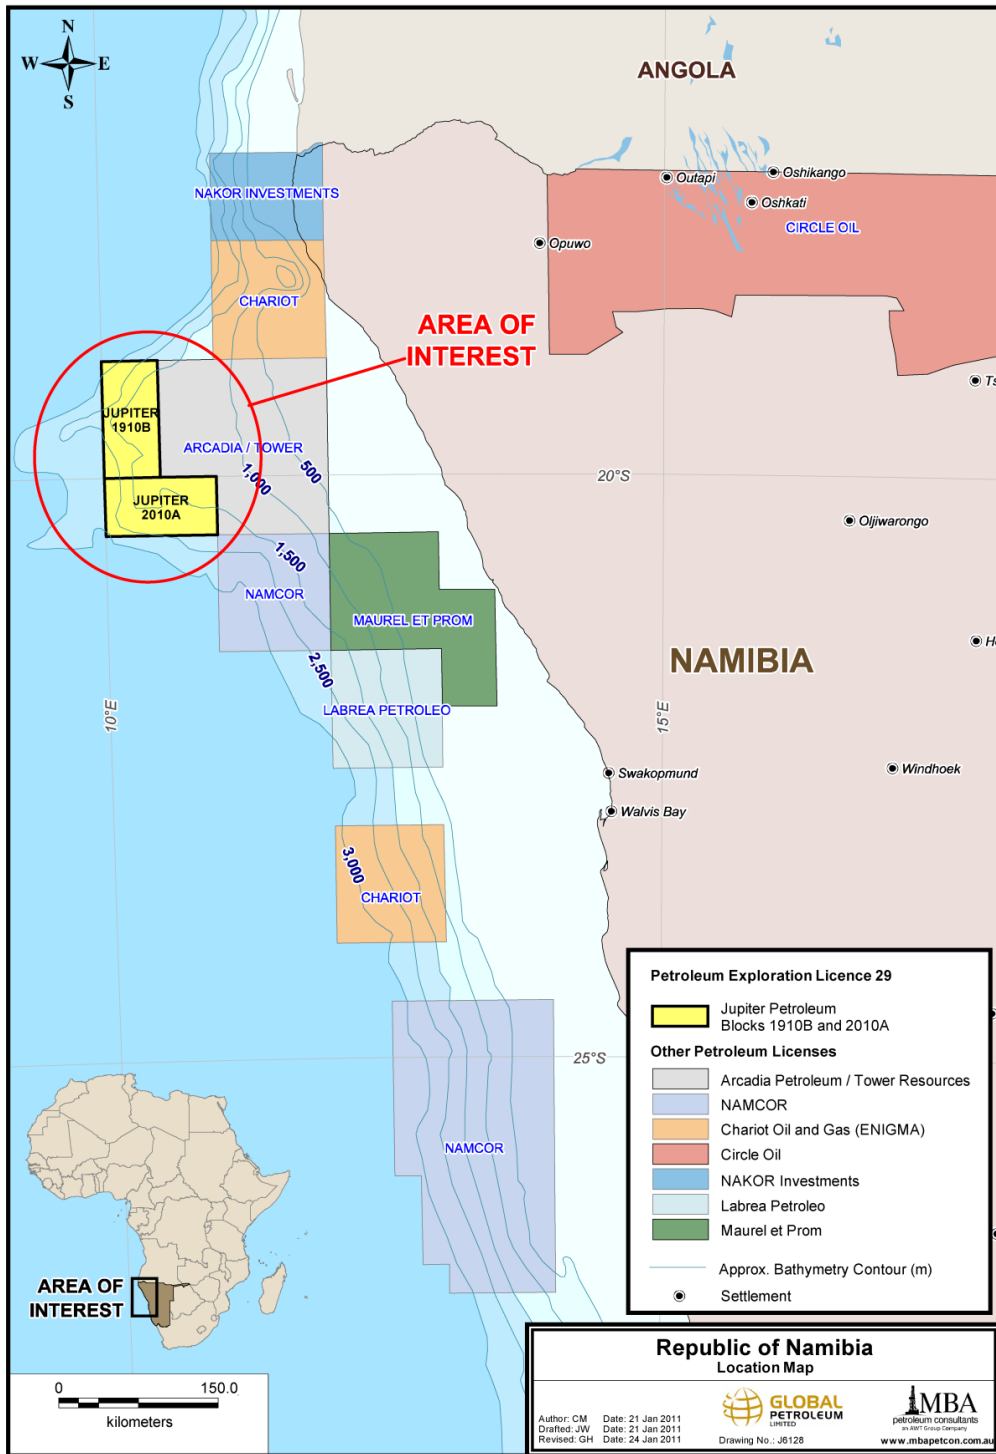 N
W E
S
ANGOLA
NAKOR INVESTMENTS
Outapi
Oshikango
Oshkati
CIRCLE OIL
Opuwo
CHARIOT
AREA OF
INTEREST
JUPITER
1910B
ARCADIA / TOWER
500
1,000
20°S
JUPITER
2010A
Oljiwarongo
1,500
NAMCOR
MAUREL ET PROM
NAMIBIA
2,500
LABREA PETROLEO
10°E
15°E
Swakopmund
Windhoek
Walvis Bay
3,000
CHARIOT
25°S
NAMCOR
Petroleum Exploration Licence 29
Jupiter Petroleum
Blocks 1910B and 2010A
Other Petroleum Licenses
Arcadia Petroleum / Tower Resources
NAMCOR
Chariot Oil and Gas (ENIGMA)
Circle Oil
NAKOR Investments
Labrea Petroleo
Maurel et Prom
Approx. Bathymetry Contour (m)
Settlement
AREA OF
INTEREST
0 150.0
kilometers
Republic of Namibia
Location Map
Author: CM Date: 21 Jan 2011
Drafted: JW Date: 21 Jan 2011
Revised: GH Date: 24 Jan 2011
GLOBAL
PETROLEUM
LIMITED
Drawing No.: J6128
MBA
petroleum consultants
an AWT Group Company
www.mbapetcon.com.au